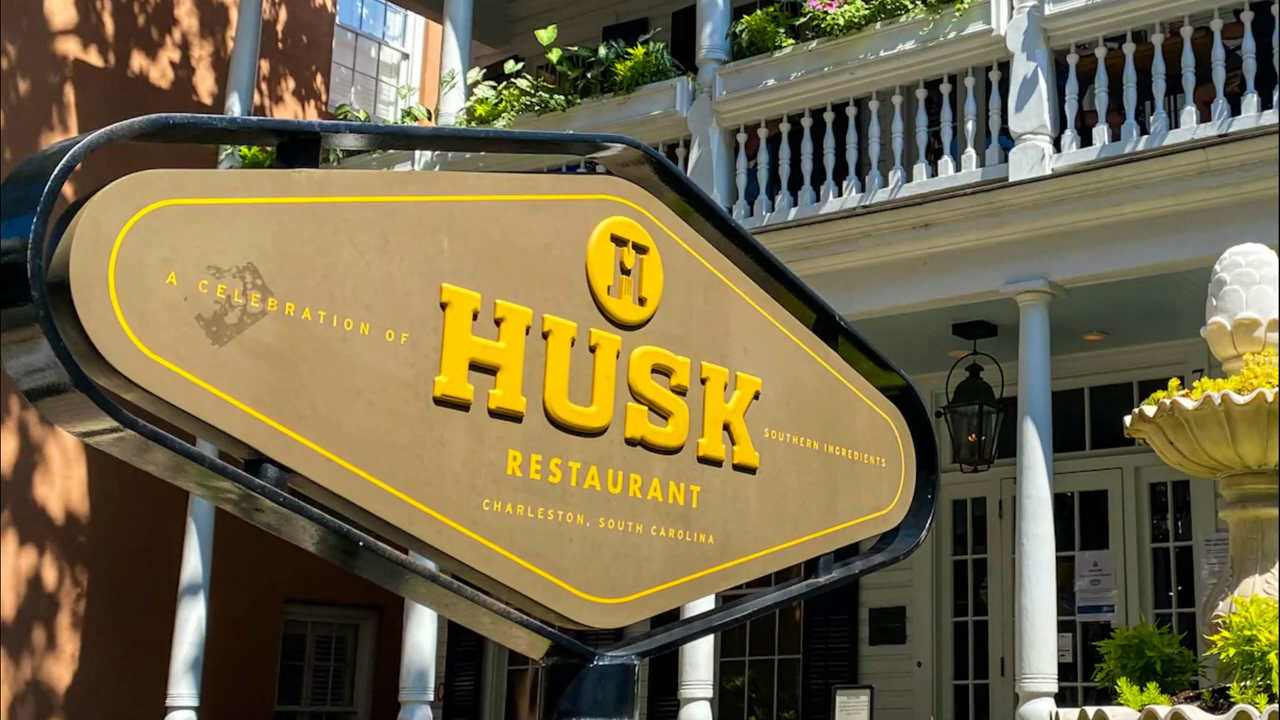 H
A CELEBRATION OF
HUSK
SOUTHERN INGREDIENTS
RESTAURANT
CHARLESTON, SOUTH CAROLINA